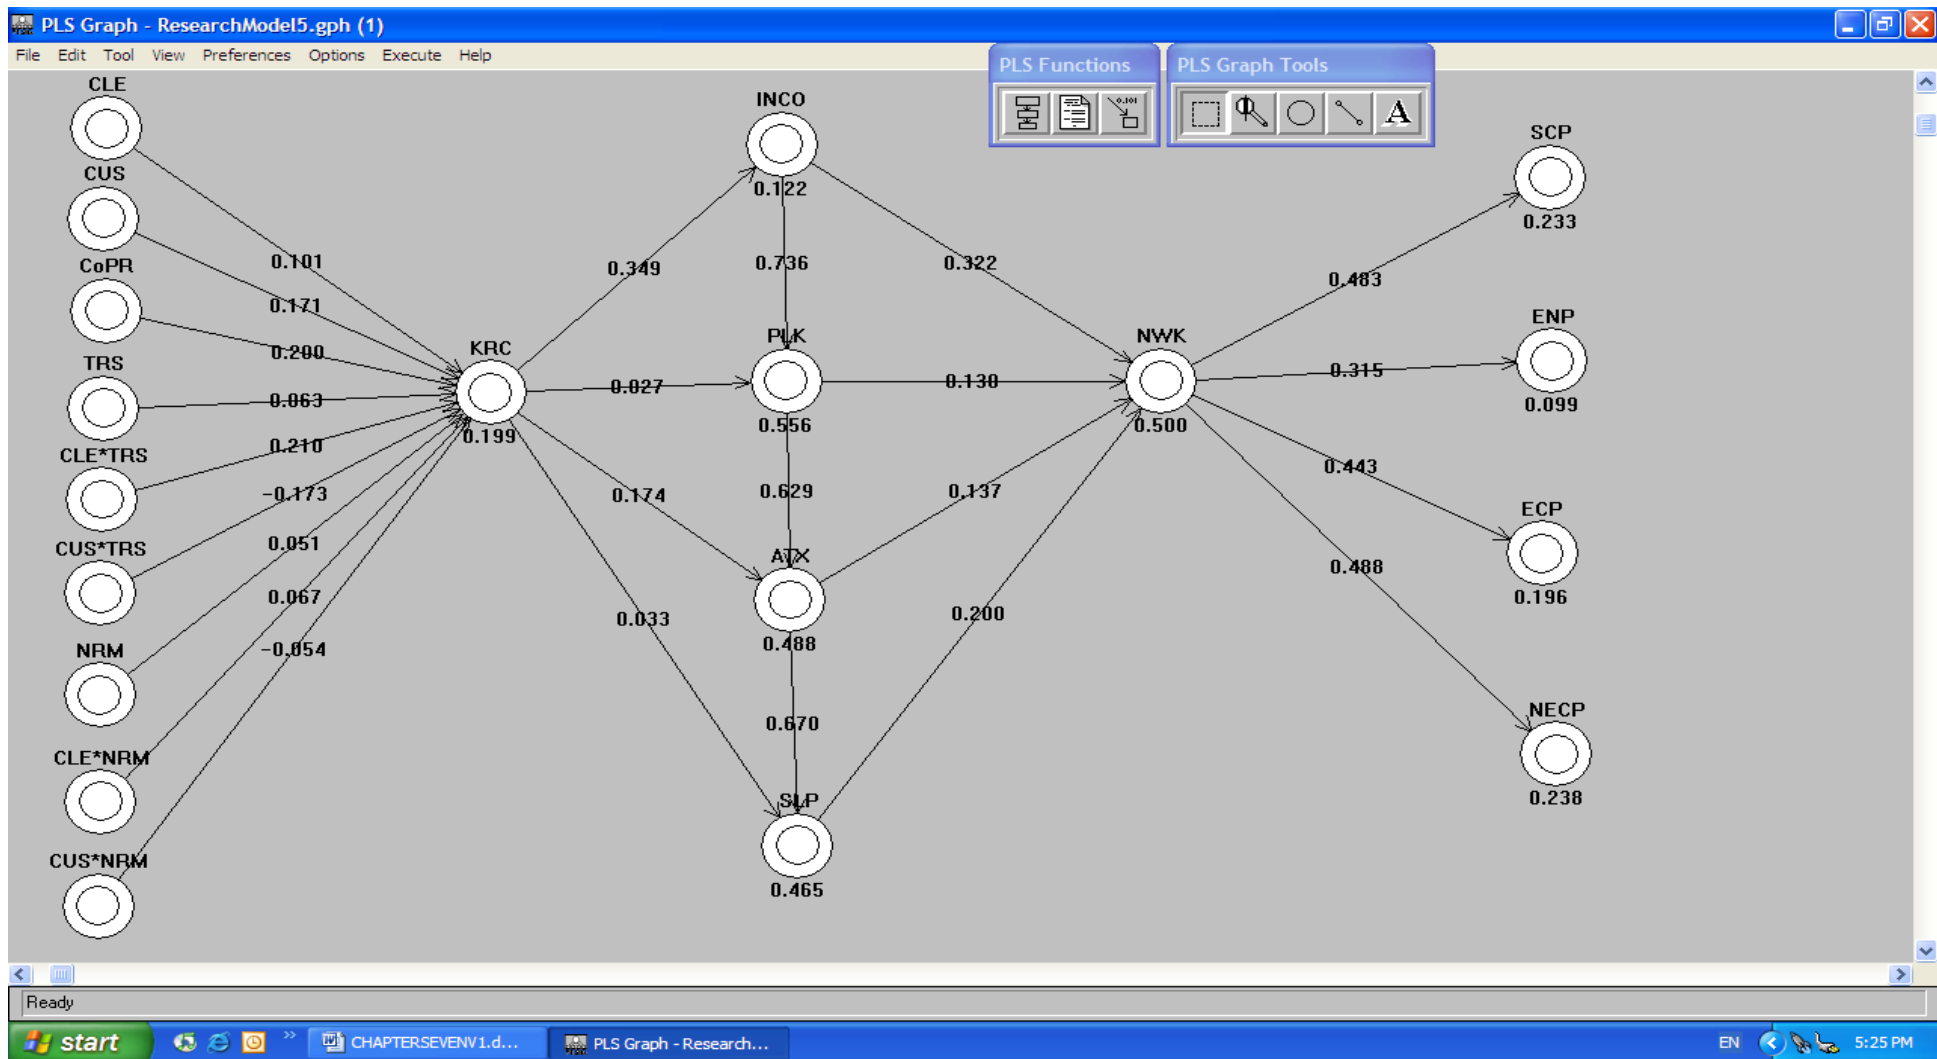 PLS Graph - ResearchModel5.gph (1)
File Edit Tool View Preferences Options Execute Help
PLS Functions
PLS Graph Tools
0.101
A
CLE
CUS
CoPR
TRS
CLE*TRS
CUS*TRS
NRM
CLE*NRM
CUS*NRM
0.101
0.171
0.200
0.063
0.210
-0.173
0.051
0.067
-0.054
KRC
0.199
0.349
0.027
0.174
0.033
INCO
0.122
0.736
PLK
0.556
0.629
ATX
0.488
0.670
SLP
0.465
0.322
0.130
0.137
0.200
NWK
0.500
0.483
0.315
0.443
0.488
SCP
0.233
ENP
0.099
ECP
0.196
NECP
0.238
Ready
start
CHAPTERSEVENV1.d...
PLS Graph - Research...
EN
5:25 PM